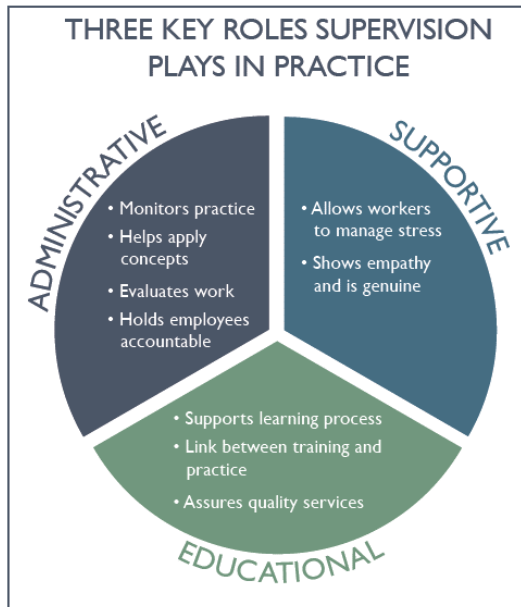 THREE KEY ROLES SUPERVISION
PLAYS IN PRACTICE
ADMINISTRATIVE
• Monitors practice
• Helps apply
concepts
• Evaluates work
• Holds employees
accountable
SUPPORTIVE
• Allows workers
to manage stress
• Shows empathy
and is genuine
• Supports learning process
• Link between training and
practice
• Assures quality services
EDUCATIONAL